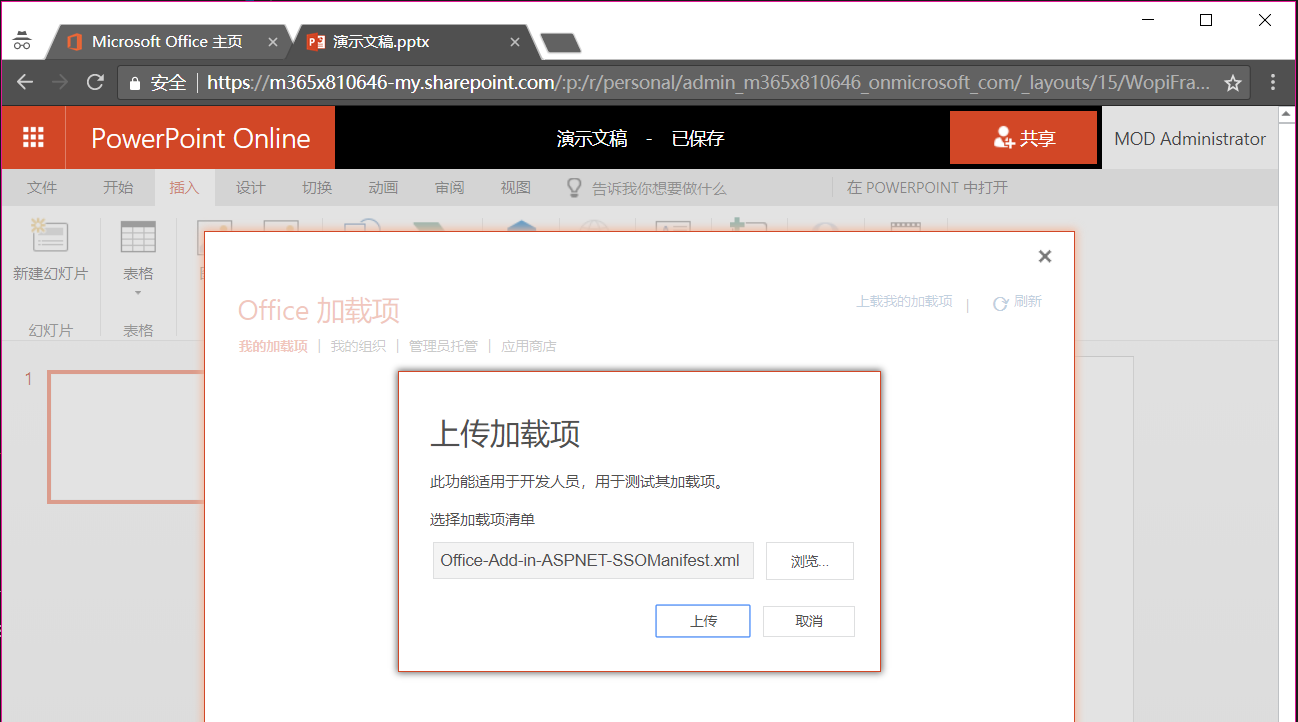 Microsoft Office 主页
演示文稿.pptx
安全 | https://m365x810646-my.sharepoint.com/:p:/r/personal/admin_m365x810646_onmicrosoft_com/_layouts/15/WopiFra...
PowerPoint Online
演示文稿 - 已保存
共享
MOD Administrator
文件 开始 插入 设计 切换 动画 审阅 视图 告诉我你想要做什么 在 POWERPOINT 中打开
新建幻灯片 表格
幻灯片 表格
Office 加载项
上载我的加载项 | 刷新
我的加载项 | 我的组织 | 管理员托管 | 应用商店
1
上传加载项
此功能适用于开发人员，用于测试其加载项。
选择加载项清单
Office-Add-in-ASPNET-SSOManifest.xml 浏览...
上传 取消